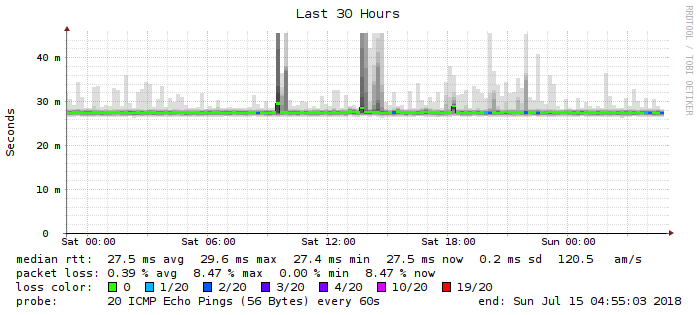 Last 30 Hours
RRDTOOL / TOBI OETIKER
Seconds
40 m
30 m
20 m
10 m
0
Sat 00:00 Sat 06:00 Sat 12:00 Sat 18:00 Sun 00:00
median rtt: 27.5 ms avg 29.6 ms max 27.4 ms min 27.5 ms now 0.2 ms sd 120.5 am/s
packet loss: 0.39 % avg 8.47 % max 0.00 % min 8.47 % now
loss color: 0 1/20 2/20 3/20 4/20 10/20 19/20
probe: 20 ICMP Echo Pings (56 Bytes) every 60s end: Sun Jul 15 04:55:03 2018